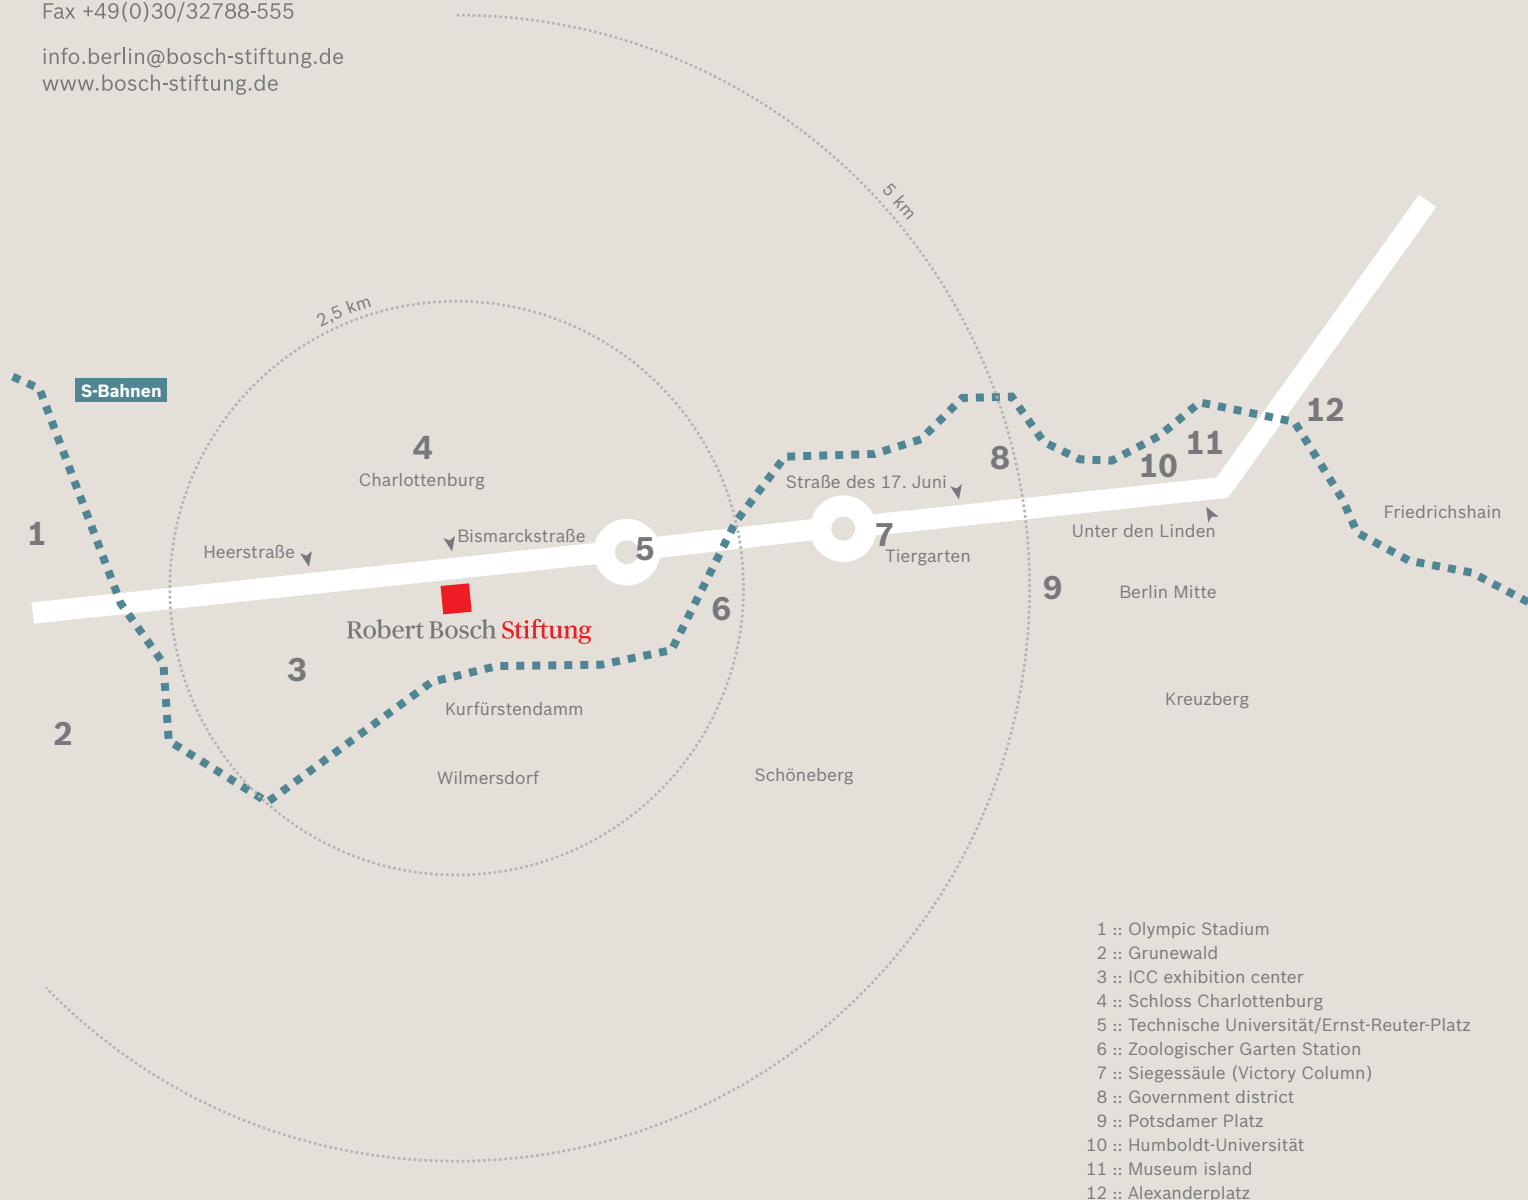 Fax +49(0)30/32788-555
info.berlin@bosch-stiftung.de
www.bosch-stiftung.de
5 km
2,5 km
S-Bahnen
12
4
11
8
10
Charlottenburg
Straße des 17. Juni
Friedrichshain
1
7
Unter den Linden
Bismarckstraße
5
Heerstraße
Tiergarten
9
Berlin Mitte
6
Robert Bosch Stiftung
3
Kreuzberg
Kurfürstendamm
2
Wilmersdorf
Schöneberg
1 :: Olympic Stadium
2 :: Grunewald
3 :: ICC exhibition center
4 :: Schloss Charlottenburg
5 :: Technische Universität/Ernst-Reuter-Platz
6 :: Zoologischer Garten Station
7 :: Siegessäule (Victory Column)
8 :: Government district
9 :: Potsdamer Platz
10 :: Humboldt-Universität
11 :: Museum island
12 :: Alexanderplatz